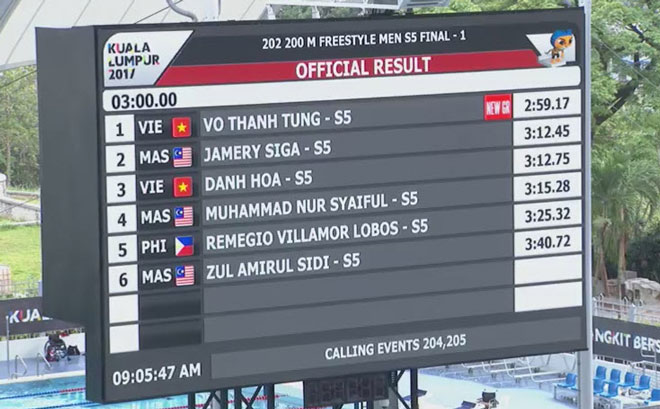 KUALA
LUMPUR
2017
202 200 M FREESTYLE MEN S5 FINAL - 1
OFFICIAL RESULT
03:00.00
1 VIE VO THANH TUNG - S5 NEW GR 2:59.17
2 MAS JAMERY SIGA - S5 3:12.45
3 VIE DANH HOA - S5 3:12.75
4 MAS MUHAMMAD NUR SYAIFUL - S5 3:15.28
5 PHI REMEGIO VILLAMOR LOBOS - S5 3:25.32
6 MAS ZUL AMIRUL SIDI - S5 3:40.72
09:05:47 AM
CALLING EVENTS 204,205
KUA
NGKIT BERS